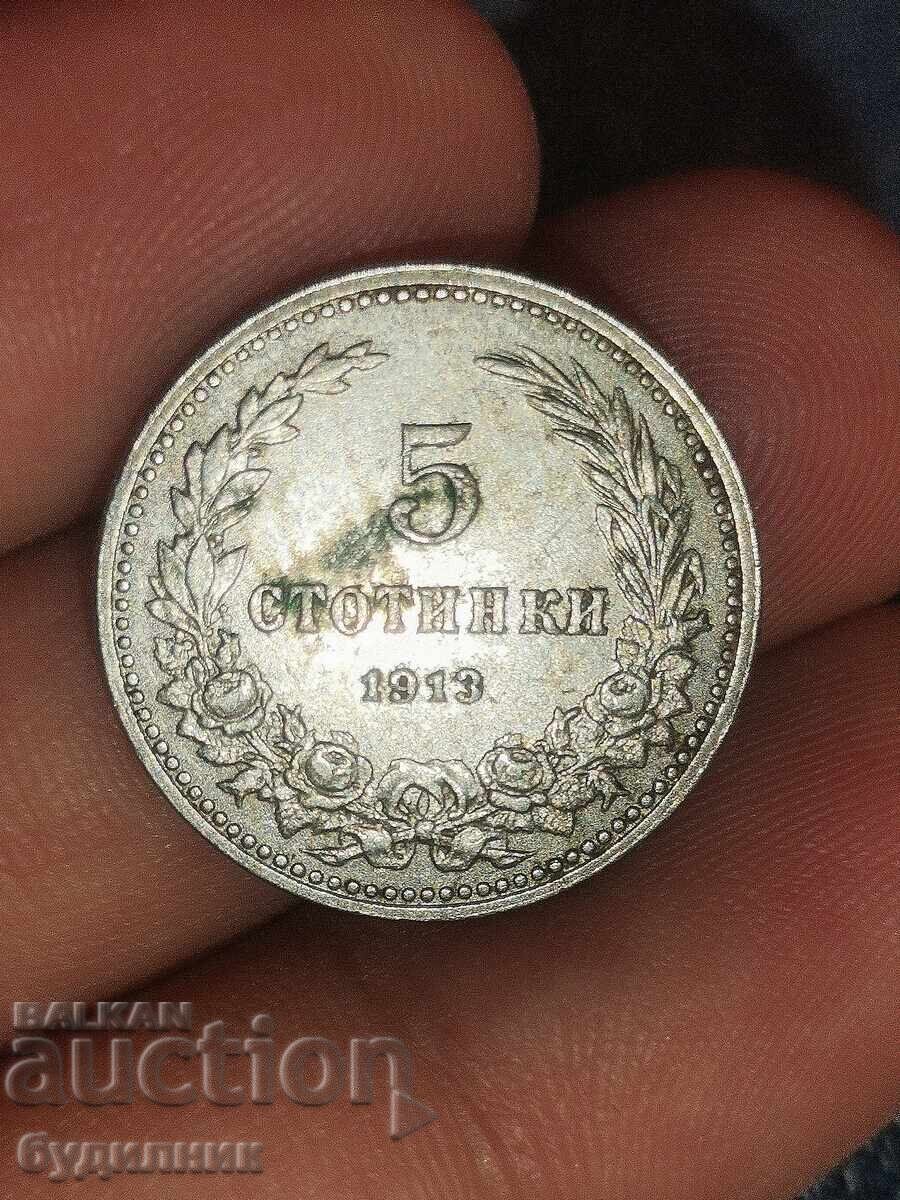 5
СТОТИНКИ
1913
BALKAN
auction
будилник